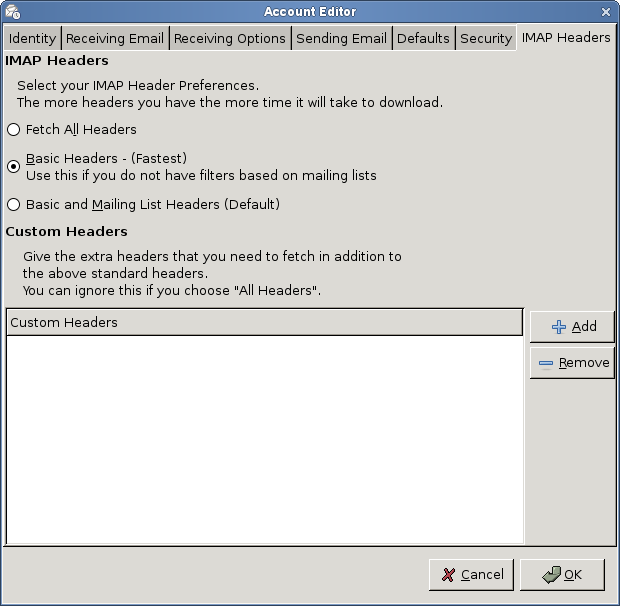 Account Editor
Identity Receiving Email Receiving Options Sending Email Defaults Security IMAP Headers
IMAP Headers
Select your IMAP Header Preferences.
The more headers you have the more time it will take to download.
Fetch All Headers
Basic Headers - (Fastest)
Use this if you do not have filters based on mailing lists
Basic and Mailing List Headers (Default)
Custom Headers
Give the extra headers that you need to fetch in addition to
the above standard headers.
You can ignore this if you choose "All Headers".
Custom Headers
Add
Remove
Cancel OK